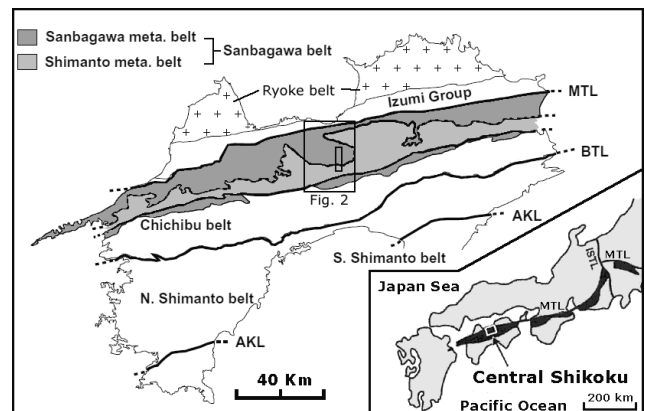 Sanbagawa meta. belt
Shimanto meta. belt
Sanbagawa belt
Ryoke belt
Izumi Group
MTL
BTL
Fig. 2
AKL
Chichibu belt
S. Shimanto belt
N. Shimanto belt
AKL
40 Km
Japan Sea
ISTL
MTL
MTL
Central Shikoku
Pacific Ocean
200 km